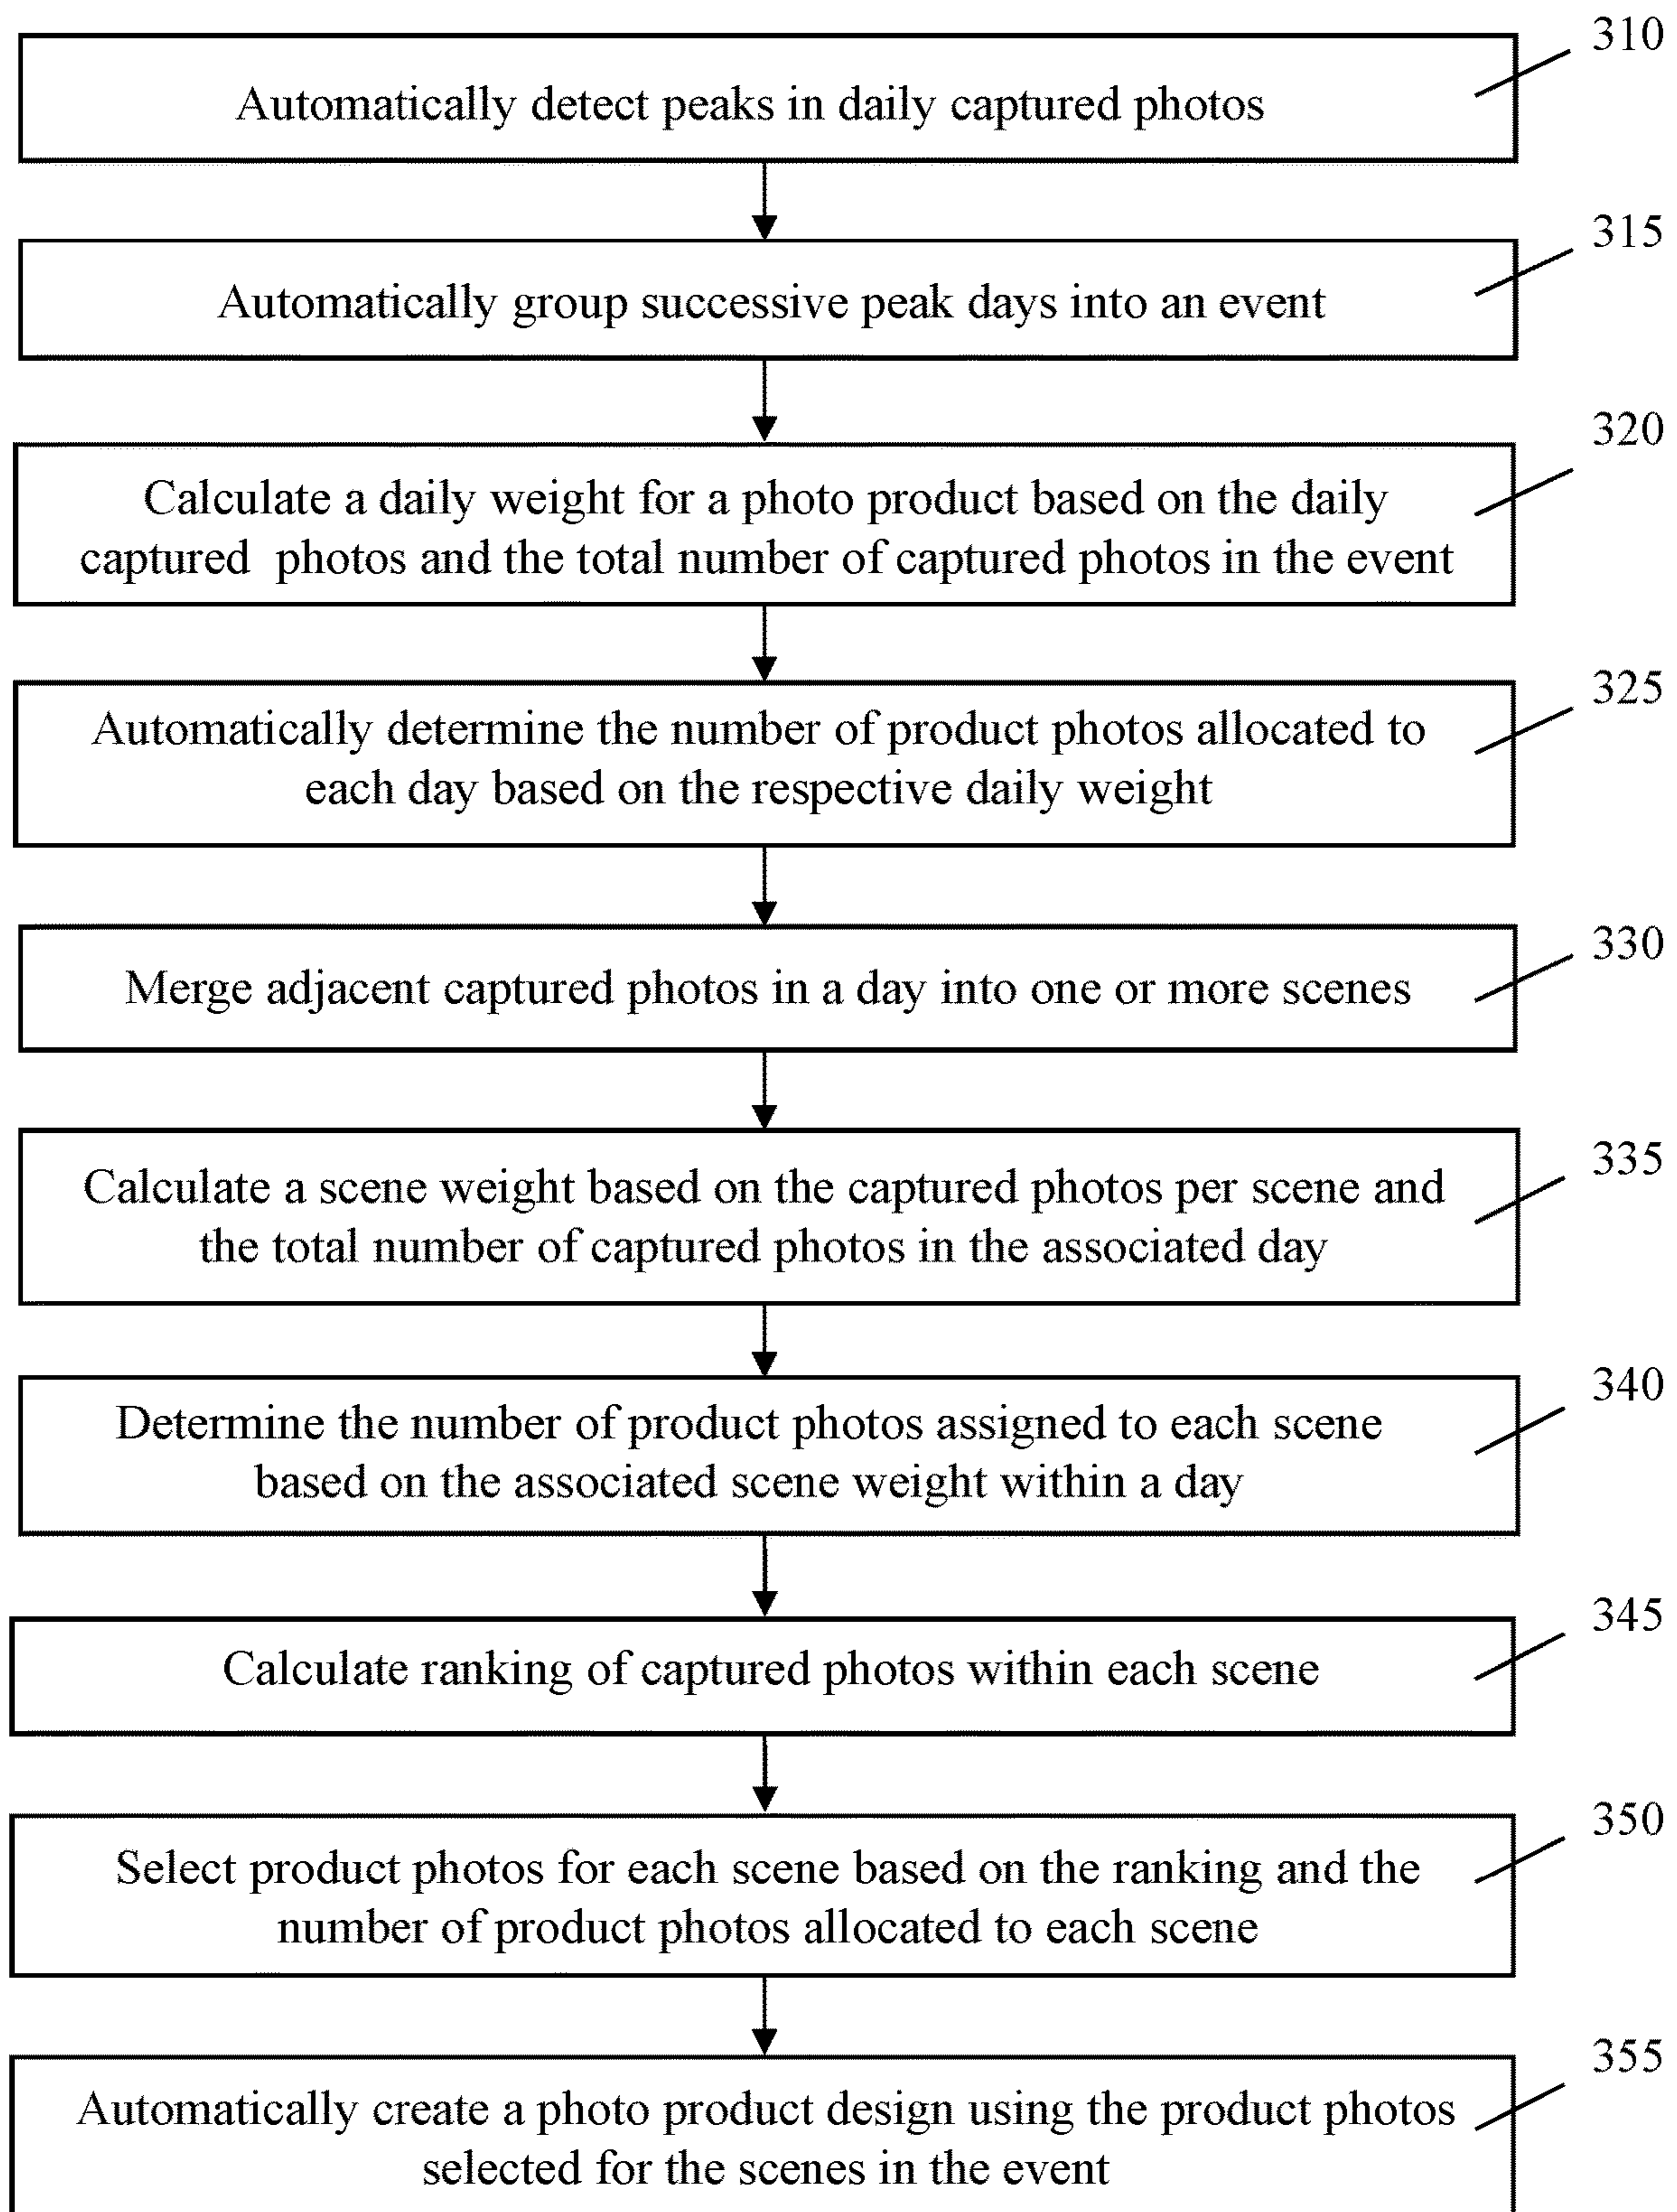 310
Automatically detect peaks in daily captured photos
315
Automatically group successive peak days into an event
320
Calculate a daily weight for a photo product based on the daily
captured photos and the total number of captured photos in the event
325
Automatically determine the number of product photos allocated to
each day based on the respective daily weight
330
Merge adjacent captured photos in a day into one or more scenes
335
Calculate a scene weight based on the captured photos per scene and
the total number of captured photos in the associated day
340
Determine the number of product photos assigned to each scene
based on the associated scene weight within a day
345
Calculate ranking of captured photos within each scene
350
Select product photos for each scene based on the ranking and the
number of product photos allocated to each scene
355
Automatically create a photo product design using the product photos
selected for the scenes in the event